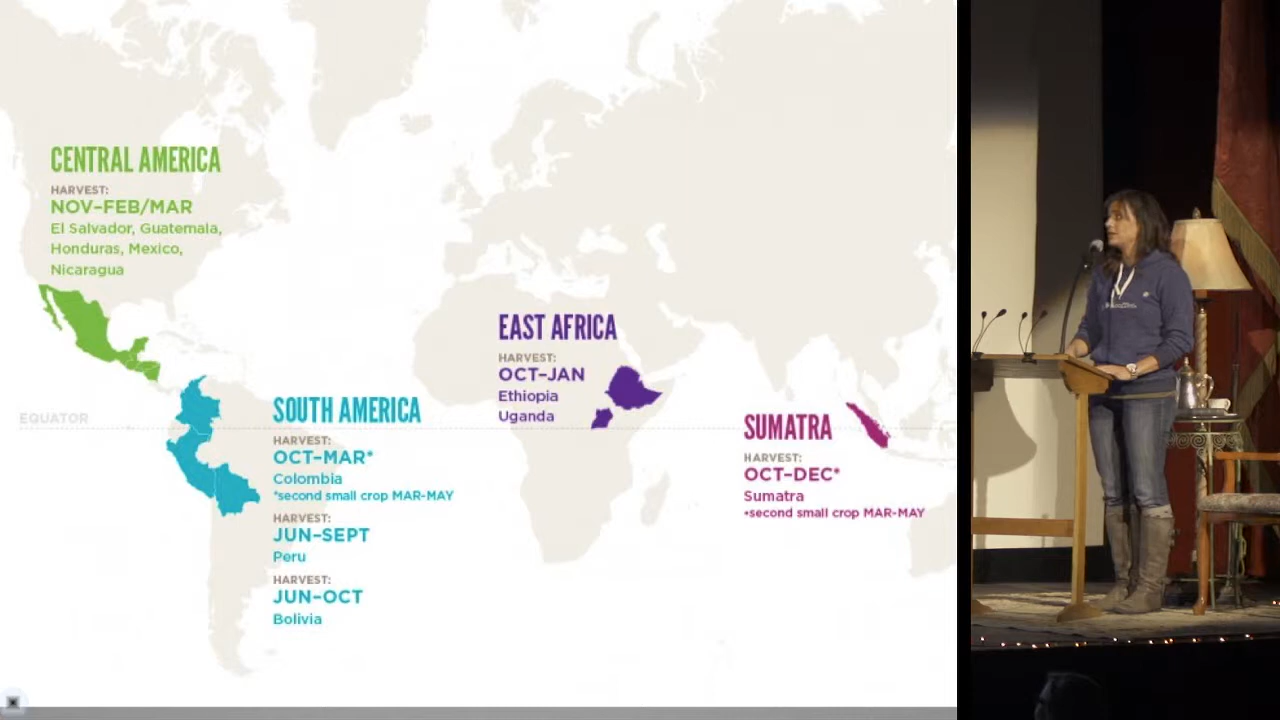 CENTRAL AMERICA
HARVEST:
NOV–FEB/MAR
El Salvador, Guatemala,
Honduras, Mexico,
Nicaragua
EAST AFRICA
HARVEST:
OCT–JAN
Ethiopia
Uganda
EQUATOR
SOUTH AMERICA
HARVEST:
OCT–MAR*
Colombia
*second small crop MAR-MAY
HARVEST:
JUN–SEPT
Peru
HARVEST:
JUN–OCT
Bolivia
SUMATRA
HARVEST:
OCT–DEC*
Sumatra
•second small crop MAR-MAY